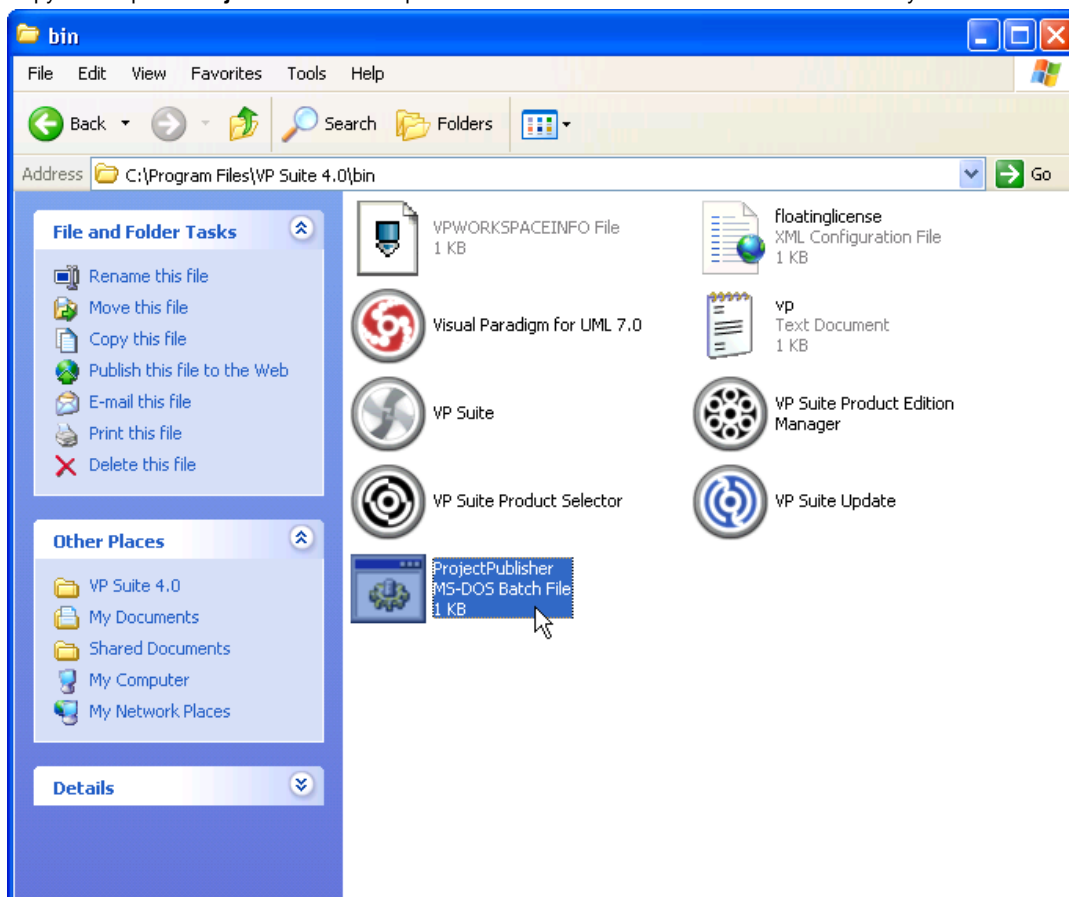 bin
File Edit View Favorites Tools Help
Back Search Folders
Address C:\Program Files\VP Suite 4.0\bin Go
File and Folder Tasks
Rename this file
Move this file
Copy this file
Publish this file to the Web
E-mail this file
Print this file
Delete this file
Other Places
VP Suite 4.0
My Documents
Shared Documents
My Computer
My Network Places
Details
VPWORKSPACEINFO File
1 KB
floatinglicense
XML Configuration File
1 KB
Visual Paradigm for UML 7.0
vp
Text Document
1 KB
VP Suite
VP Suite Product Edition
Manager
VP Suite Product Selector
VP Suite Update
ProjectPublisher
MS-DOS Batch File
1 KB